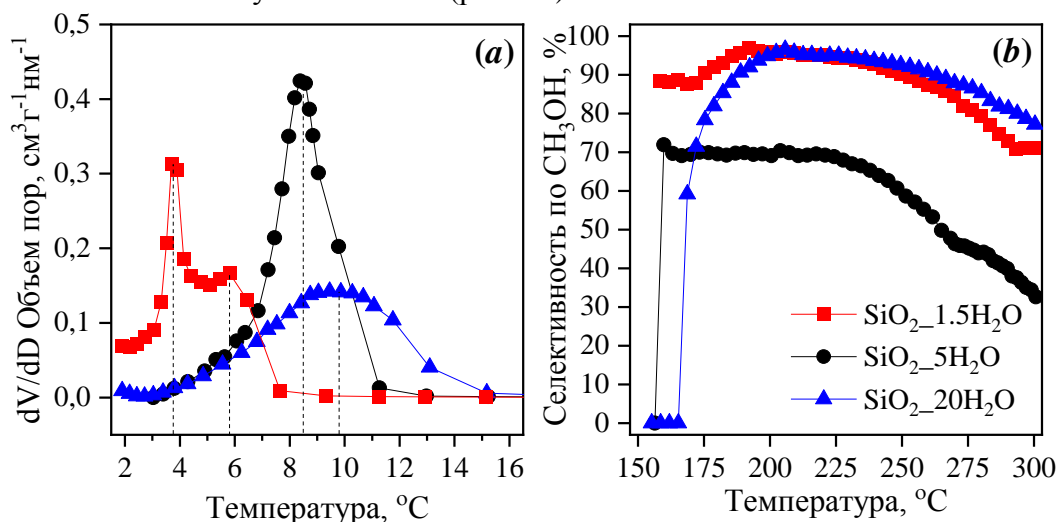 (a)
dV/dD Объем пор, см³г⁻¹нм⁻¹
0,5
0,4
0,3
0,2
0,1
0,0
2 4 6 8 10 12 14 16
Температура, °C
(b)
Селективность по CH₃OH, %
100
90
80
70
60
50
40
30
20
10
0
SiO₂_1.5H₂O
SiO₂_5H₂O
SiO₂_20H₂O
150 175 200 225 250 275 300
Температура, °C